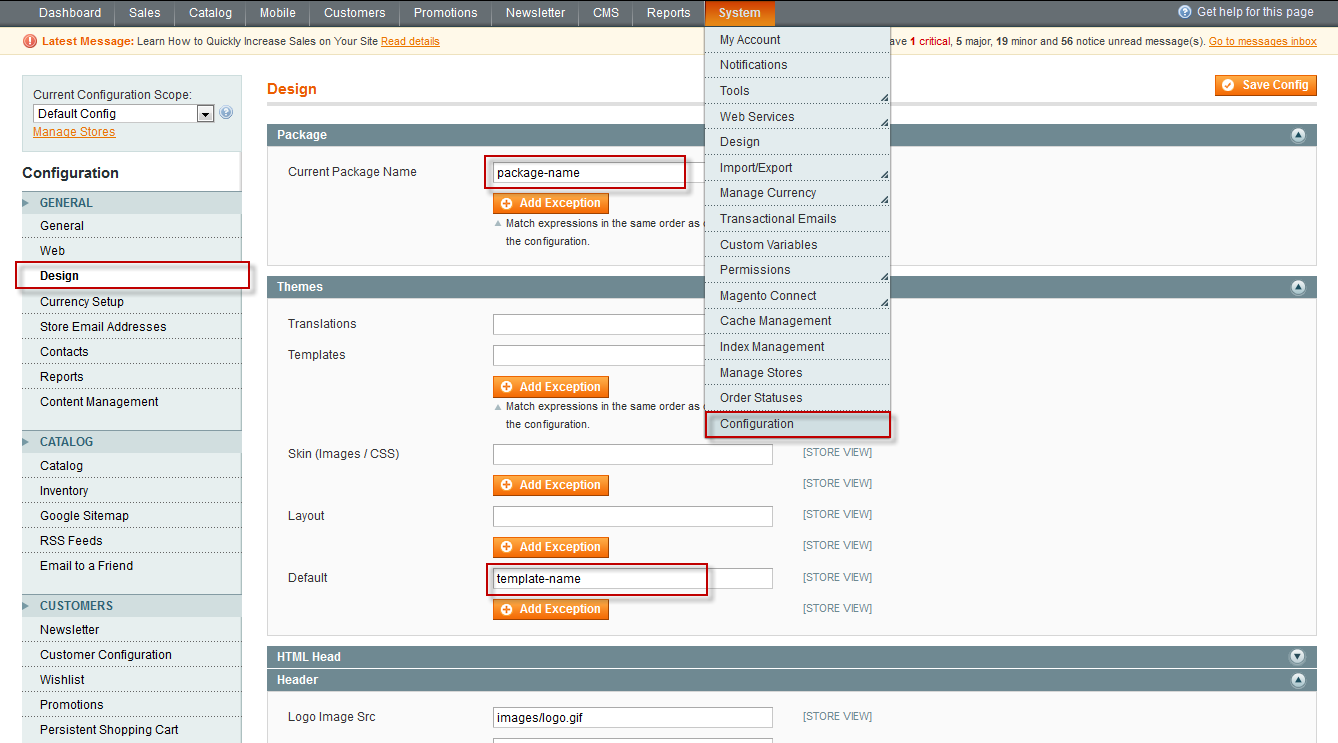 Dashboard Sales Catalog Mobile Customers Promotions Newsletter CMS Reports System Get help for this page
Latest Message: Learn How to Quickly Increase Sales on Your Site Read details
1 critical, 5 major, 19 minor and 56 notice unread message(s). Go to messages inbox
Current Configuration Scope:
Default Config
Manage Stores
Configuration
GENERAL
General
Web
Design
Currency Setup
Store Email Addresses
Contacts
Reports
Content Management
CATALOG
Catalog
Inventory
Google Sitemap
RSS Feeds
Email to a Friend
CUSTOMERS
Newsletter
Customer Configuration
Wishlist
Promotions
Persistent Shopping Cart
Design
Save Config
Package
Current Package Name package-name
Add Exception
Match expressions in the same order as
the configuration.
Themes
Translations
Templates
Add Exception
Match expressions in the same order as
the configuration.
Skin (Images / CSS) [STORE VIEW]
Add Exception [STORE VIEW]
Layout [STORE VIEW]
Add Exception [STORE VIEW]
Default template-name [STORE VIEW]
Add Exception [STORE VIEW]
HTML Head
Header
Logo Image Src images/logo.gif [STORE VIEW]
My Account
Notifications
Tools
Web Services
Design
Import/Export
Manage Currency
Transactional Emails
Custom Variables
Permissions
Magento Connect
Cache Management
Index Management
Manage Stores
Order Statuses
Configuration